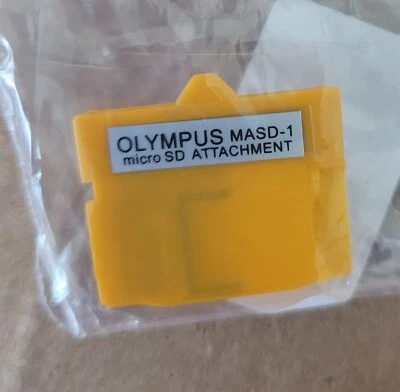 OLYMPUS MASD-1
micro SD ATTACHMENT